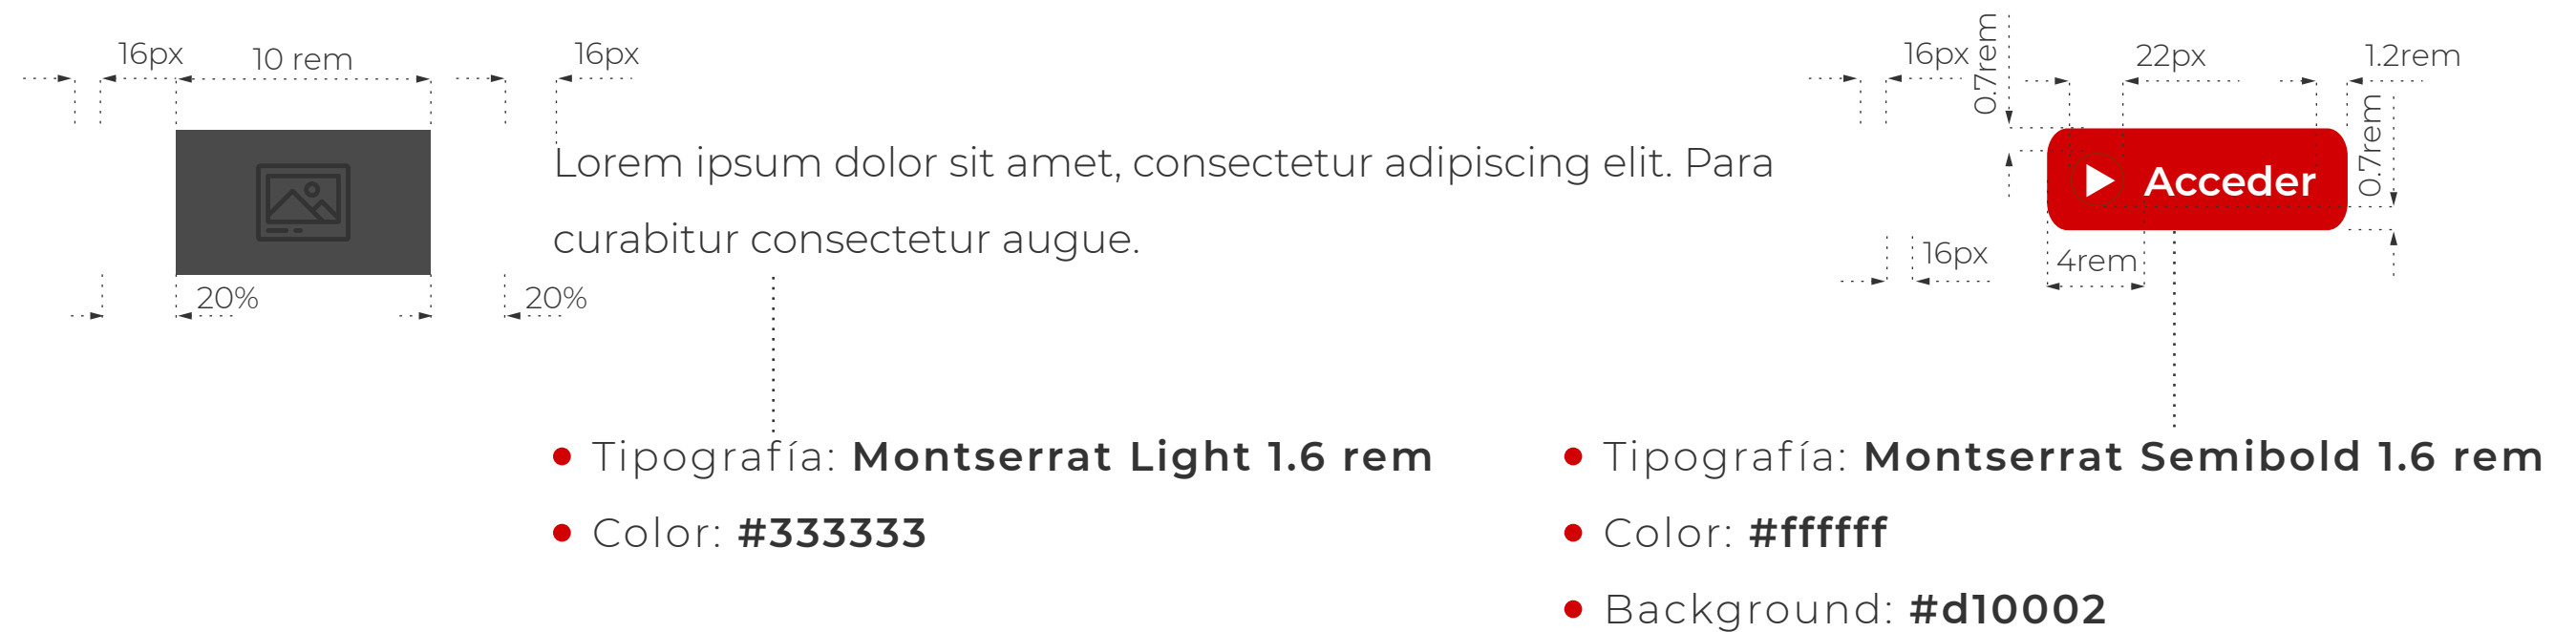 16px
10 rem
16px
16px
0.7rem
22px
1.2rem
0.7rem
Lorem ipsum dolor sit amet, consectetur adipiscing elit. Para
curabitur consectetur augue.
Acceder
16px
4rem
20%
20%
Tipografía: Montserrat Light 1.6 rem
Color: #333333
Tipografía: Montserrat Semibold 1.6 rem
Color: #ffffff
Background: #d10002